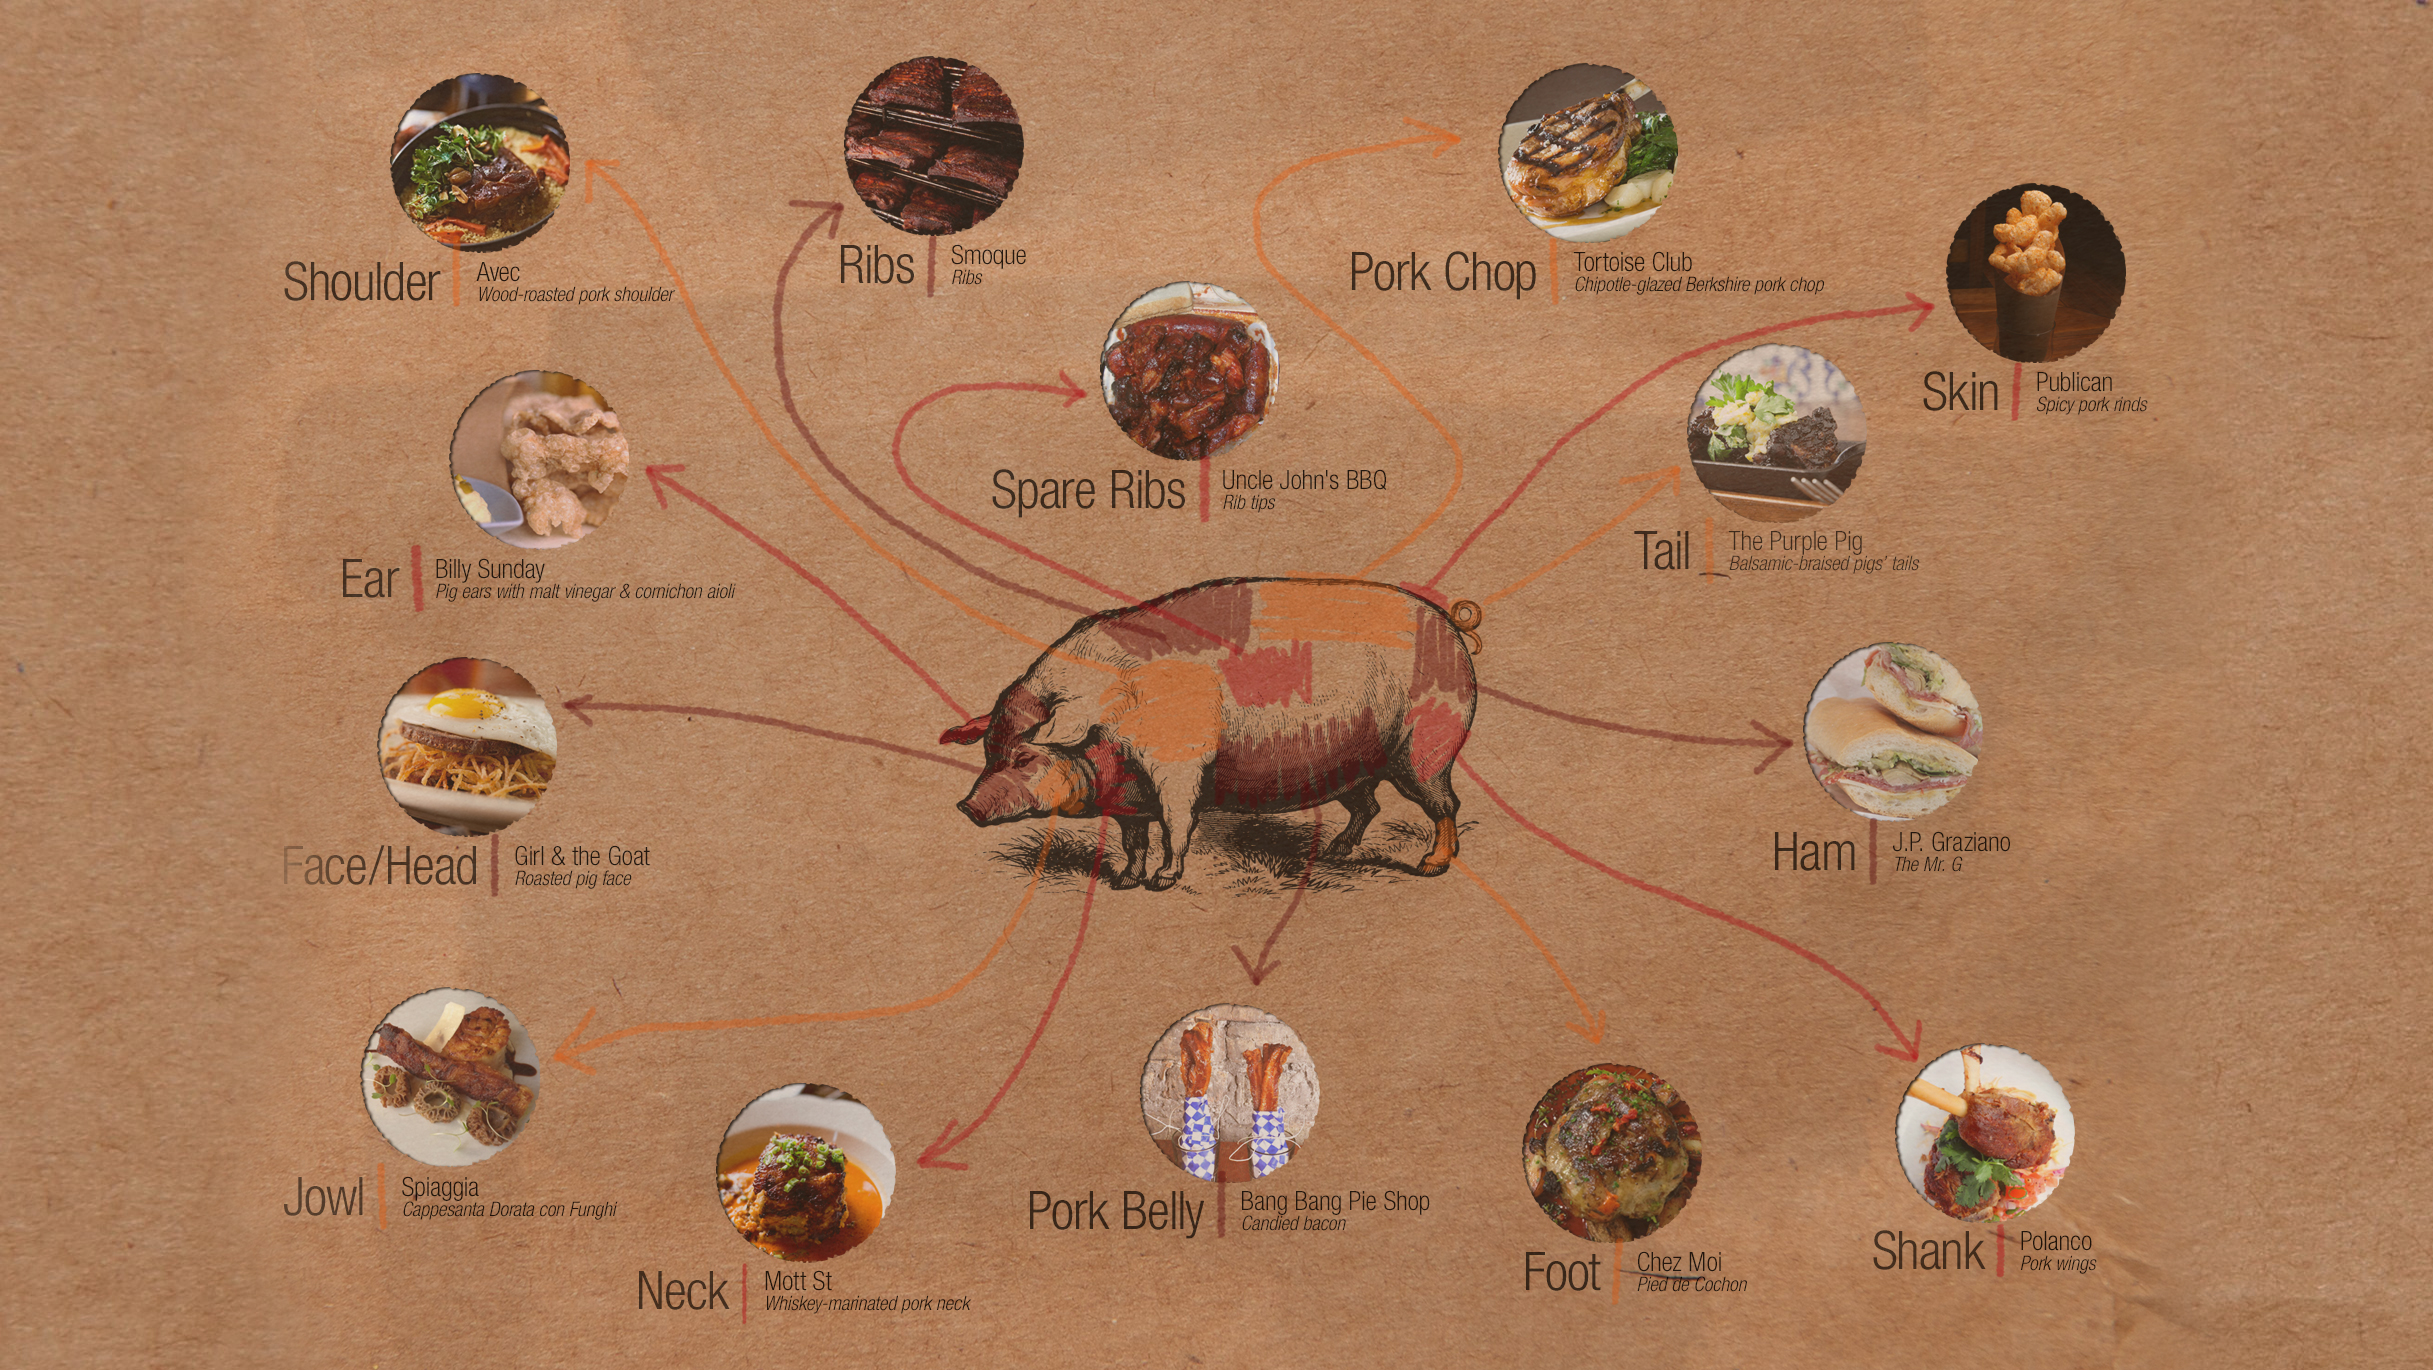 Shoulder
Avec
Wood-roasted pork shoulder
Ribs
Smoque
Ribs
Pork Chop
Tortoise Club
Chipotle-glazed Berkshire pork chop
Skin
Publican
Spicy pork rinds
Spare Ribs
Uncle John's BBQ
Rib tips
Tail
The Purple Pig
Balsamic-braised pigs' tails
Ear
Billy Sunday
Pig ears with malt vinegar & cornichon aioli
Face/Head
Girl & the Goat
Roasted pig face
Ham
J.P. Graziano
The Mr. G
Jowl
Spiaggia
Cappesanta Dorata con Funghi
Neck
Mott St
Whiskey-marinated pork neck
Pork Belly
Bang Bang Pie Shop
Candied bacon
Foot
Chez Moi
Pied de Cochon
Shank
Polanco
Pork wings